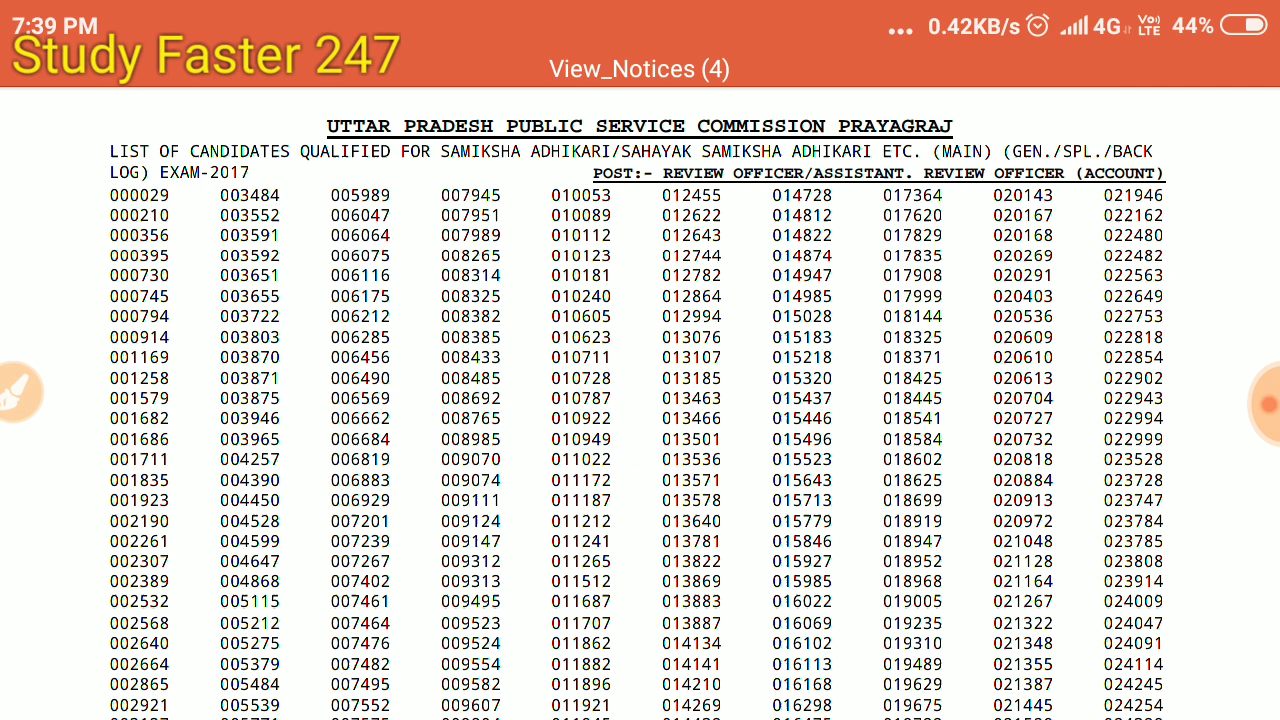 7:39 PM ... 0.42KB/s 4G Vo) LTE 44%
Study Faster 247
View_Notices (4)
UTTAR PRADESH PUBLIC SERVICE COMMISSION PRAYAGRAJ
LIST OF CANDIDATES QUALIFIED FOR SAMIKSHA ADHIKARI/SAHAYAK SAMIKSHA ADHIKARI ETC. (MAIN) (GEN./SPL./BACK
LOG) EXAM-2017 POST:- REVIEW OFFICER/ASSISTANT. REVIEW OFFICER (ACCOUNT)
000029 003484 005989 007945 010053 012455 014728 017364 020143 021946
000210 003552 006047 007951 010089 012622 014812 017620 020167 022162
000356 003591 006064 007989 010112 012643 014822 017829 020168 022480
000395 003592 006075 008265 010123 012744 014874 017835 020269 022482
000730 003651 006116 008314 010181 012782 014947 017908 020291 022563
000745 003655 006175 008325 010240 012864 014985 017999 020403 022649
000794 003722 006212 008382 010605 012994 015028 018144 020536 022753
000914 003803 006285 008385 010623 013076 015183 018325 020609 022818
001169 003870 006456 008433 010711 013107 015218 018371 020610 022854
001258 003871 006490 008485 010728 013185 015320 018425 020613 022902
001579 003875 006569 008692 010787 013463 015437 018445 020704 022943
001682 003946 006662 008765 010922 013466 015446 018541 020727 022994
001686 003965 006684 008985 010949 013501 015496 018584 020732 022999
001711 004257 006819 009070 011022 013536 015523 018602 020818 023528
001835 004390 006883 009074 011172 013571 015643 018625 020884 023728
001923 004450 006929 009111 011187 013578 015713 018699 020913 023747
002190 004528 007201 009124 011212 013640 015779 018919 020972 023784
002261 004599 007239 009147 011241 013781 015846 018947 021048 023785
002307 004647 007267 009312 011265 013822 015927 018952 021128 023808
002389 004868 007402 009313 011512 013869 015985 018968 021164 023914
002532 005115 007461 009495 011687 013883 016022 019005 021267 024009
002568 005212 007464 009523 011707 013887 016069 019235 021322 024047
002640 005275 007476 009524 011862 014134 016102 019310 021348 024091
002664 005379 007482 009554 011882 014141 016113 019489 021355 024114
002865 005484 007495 009582 011896 014210 016168 019629 021387 024245
002921 005539 007552 009607 011921 014269 016298 019675 021445 024254